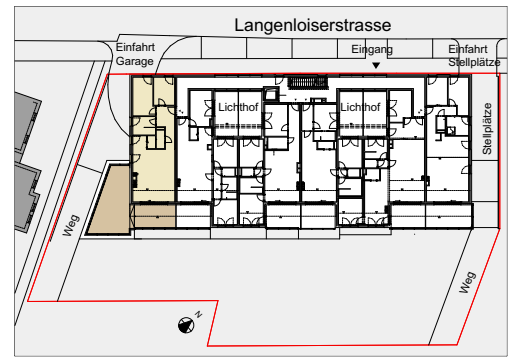 Langenloiserstrasse
Einfahrt
Garage
Eingang
Einfahrt
Stellplätze
Lichthof
Lichthof
Stellplätze
Weg
Weg
N